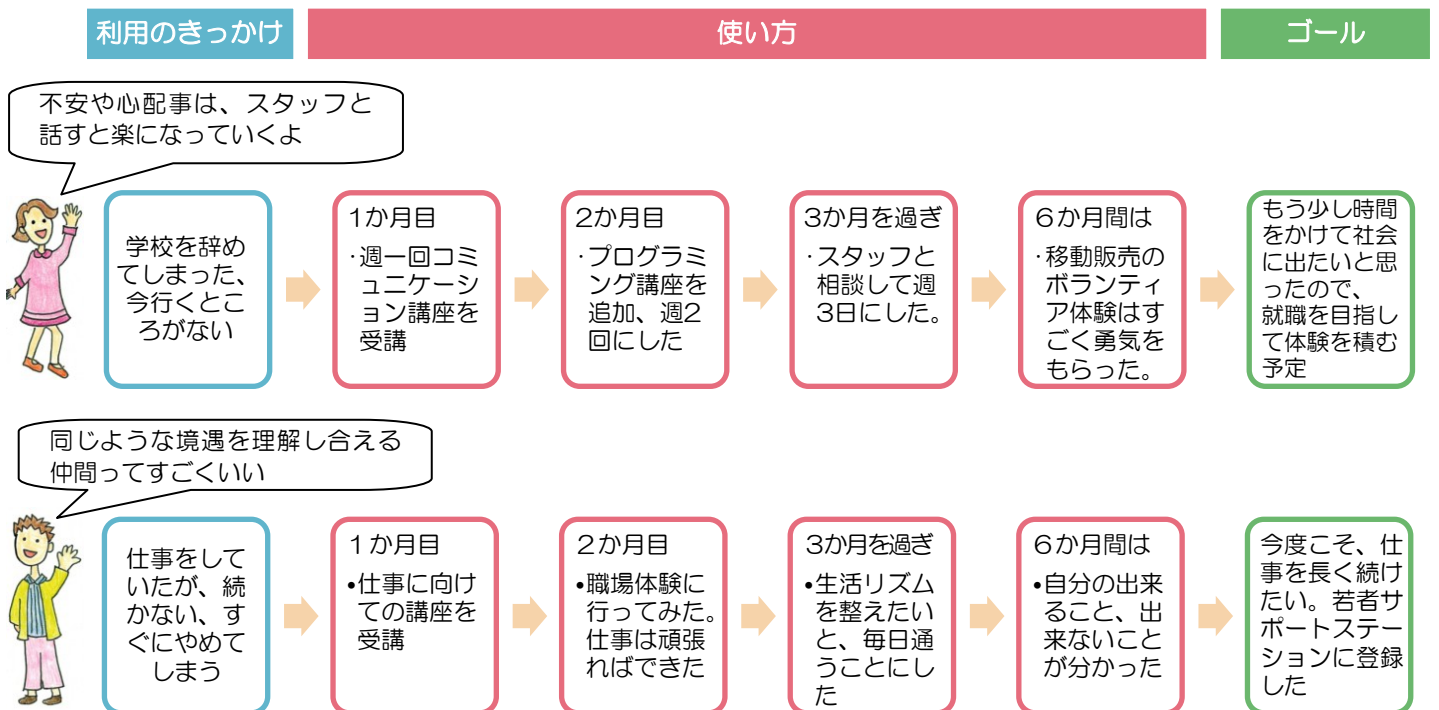 利用のきっかけ
使い方
ゴール
不安や心配事は、スタッフと
話すと楽になっていくよ
学校を辞め
てしまった、
今行くとこ
ろがない
1か月目
・週一回コミ
ュニケーシ
ョン講座を
受講
2か月目
・プログラミ
ング講座を
追加、週2
回にした
3か月を過ぎ
・スタッフと
相談して週
3日にした。
6か月間は
・移動販売の
ボランティ
ア体験はす
ごく勇気を
もらった。
もう少し時間
をかけて社会
に出たいと思
ったので、
就職を目指し
て体験を積む
予定
同じような境遇を理解し合える
仲間ってすごくいい
仕事をして
いたが、続
かない、す
ぐにやめて
しまう
1か月目
•仕事に向け
ての講座を
受講
2か月目
•職場体験に
行ってみた。
仕事は頑張
ればできた
3か月を過ぎ
•生活リズム
を整えたい
と、毎日通
うことにし
た
6か月間は
•自分の出来
ること、出
来ないこと
が分かった
今度こそ、仕
事を長く続け
たい。若者サ
ポートステー
ションに登録
した